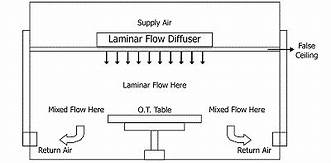 Supply Air
Laminar Flow Diffuser
False
Ceiling
Laminar Flow Here
Mixed Flow Here
O.T. Table
Mixed Flow Here
Return Air
Return Air